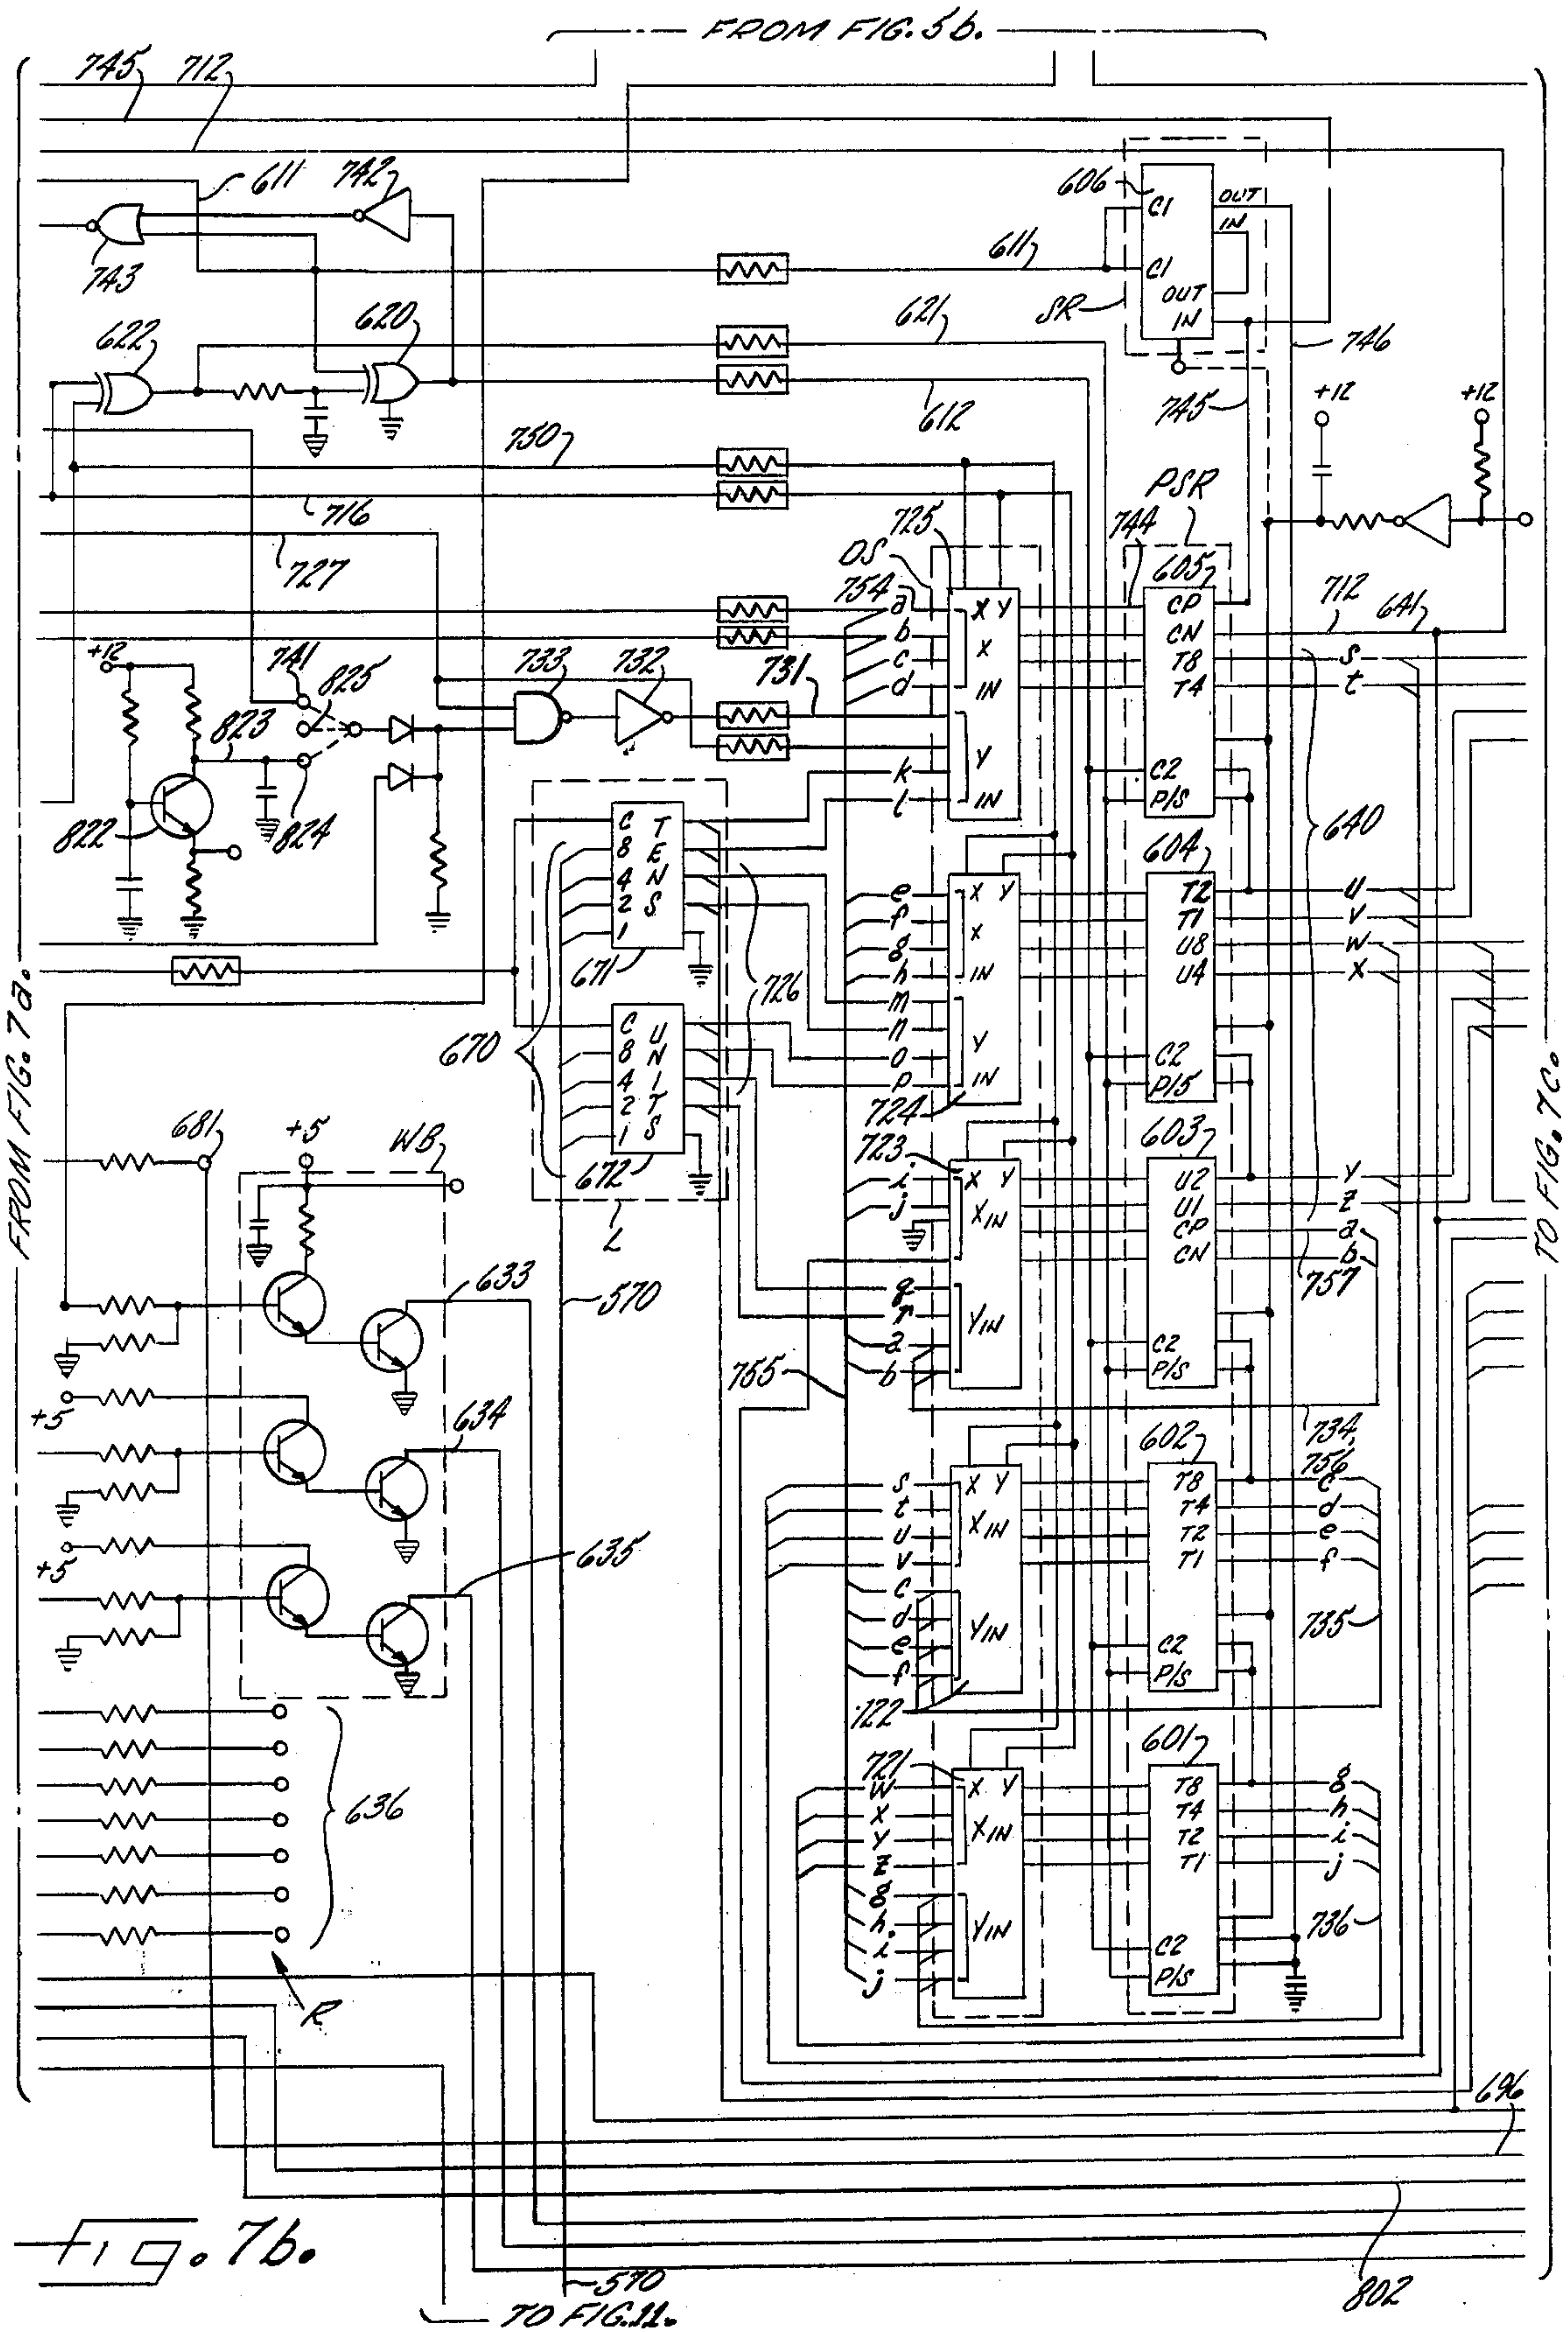 FROM FIG. 5b.
745 712
611 742
743
606 C1 OUT
IN
C1
OUT
IN
SR
611
621
622 620
612
746
745
+12 +12
750
716
727
PSR
725 744
DS 605
754 a X Y CP
b X CN 712 641
c T8 s
d IN T4 t
+12 741 825 733 732 731
823 Y
k C2
l IN P/S
822 824
640
C T
8 E
4 N
2 S
1
671
726
604
e X Y T2 u
f X T1 v
g U8 w
h IN U4 x
m
n Y
o C2
p IN P/S
724
670
C U
8 N
4 I
2 T
1 S
672
L
FROM FIG. 7a.
TO FIG. 7c.
681 +5 WB
723 603
i X Y U2 y
j XIN U1 z
CP a
CN b
757
q
r YIN
a C2
b P/S
633
570
755
734,
756
+5
634
602
s X Y T8 c
t XIN T4 d
u T2 e
v T1 f
c
d YIN
e C2
f P/S
735
122
+5
635
721 601
w X Y T8 g
x XIN T4 h
y T2 i
z T1 j
g
h YIN
i C2
j P/S
736
636
R
696
Fig. 7b.
570
TO FIG. 11.
802